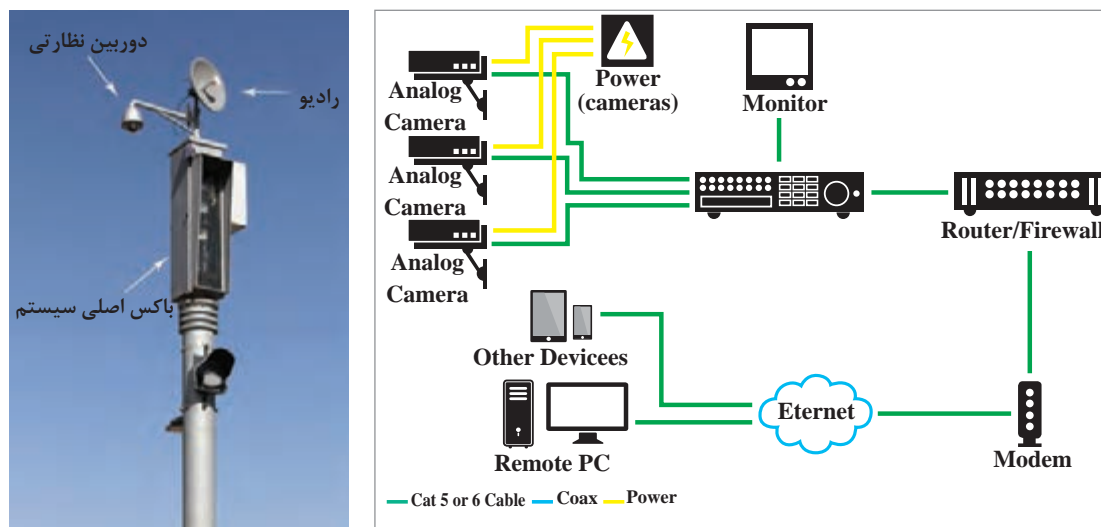 دوربین نظارتی
رادیو
باکس اصلی سیستم
Power
(cameras)
Analog
Camera
Analog
Camera
Analog
Camera
Monitor
Router/Firewall
Other Devicees
Remote PC
Eternet
Modem
Cat 5 or 6 Cable Coax Power